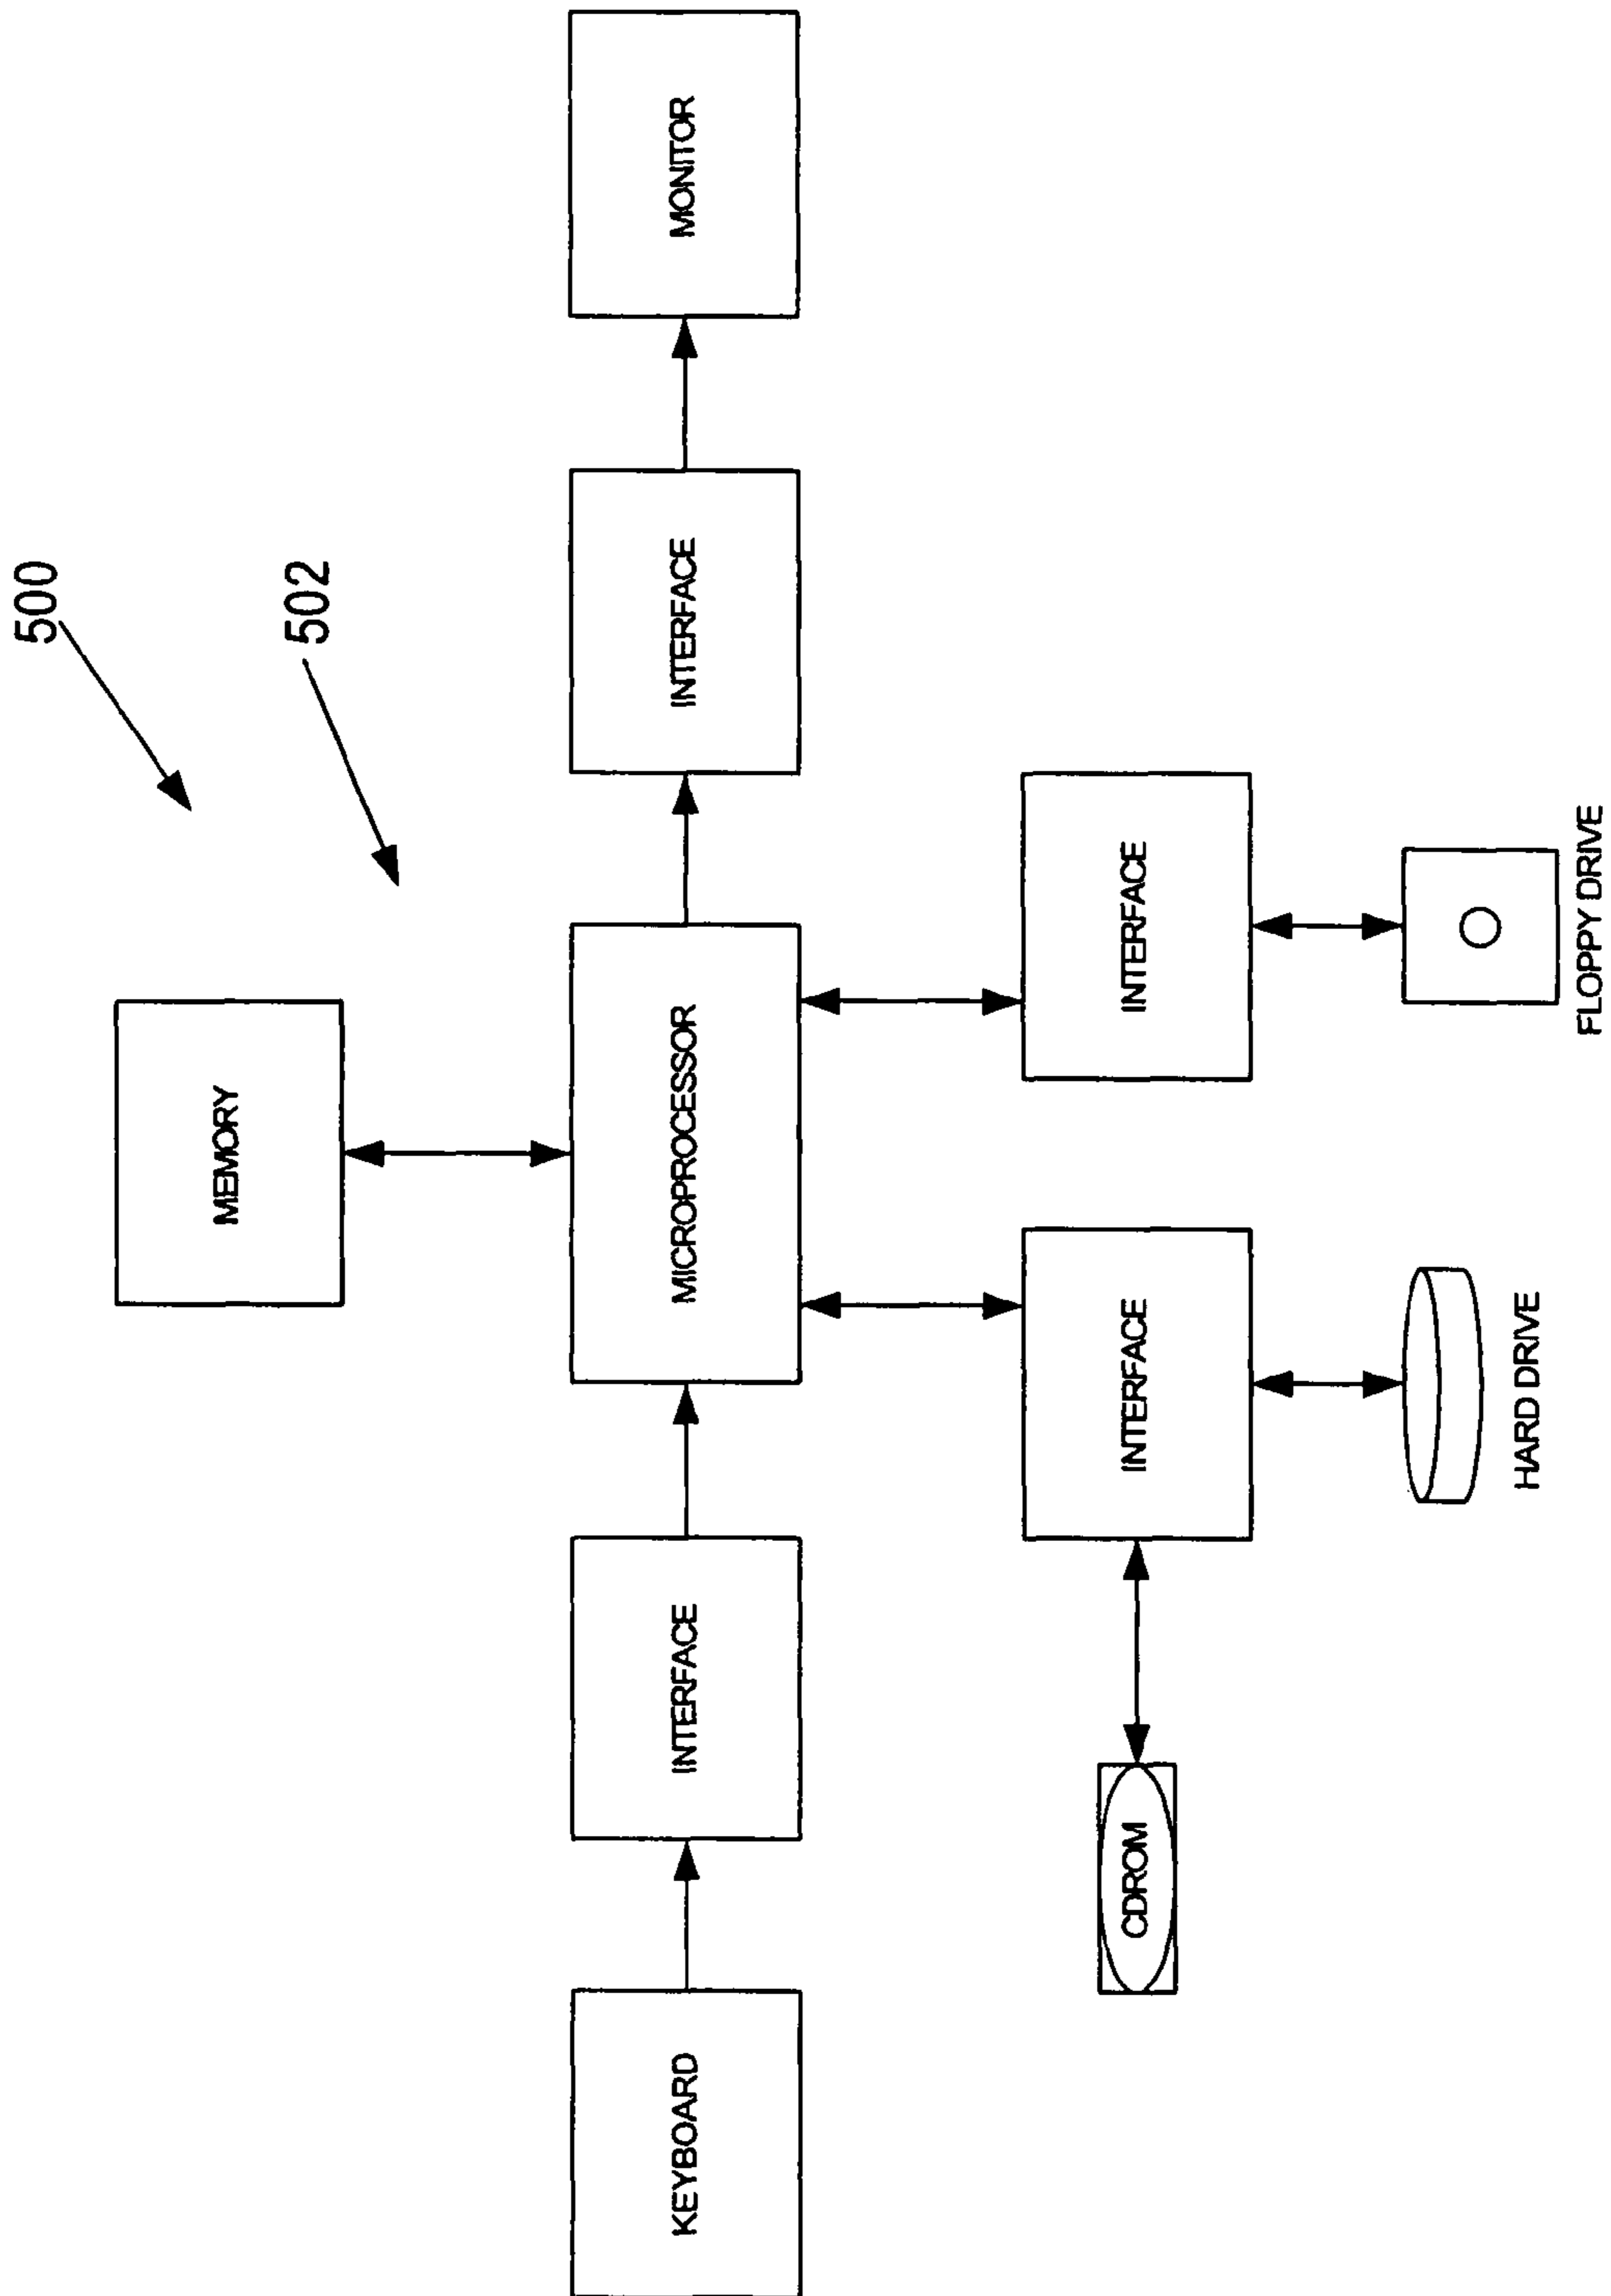 500
502
MEMORY
KEYBOARD
INTERFACE
MICROPROCESSOR
INTERFACE
MONITOR
CDROM
INTERFACE
INTERFACE
HARD DRIVE
FLOPPY DRIVE